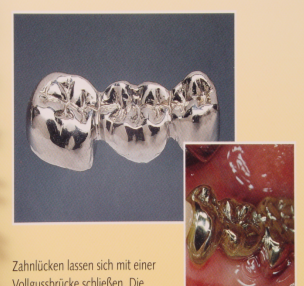 Zahnlücken lassen sich mit einer
Vollgussbrücke schließen. Die